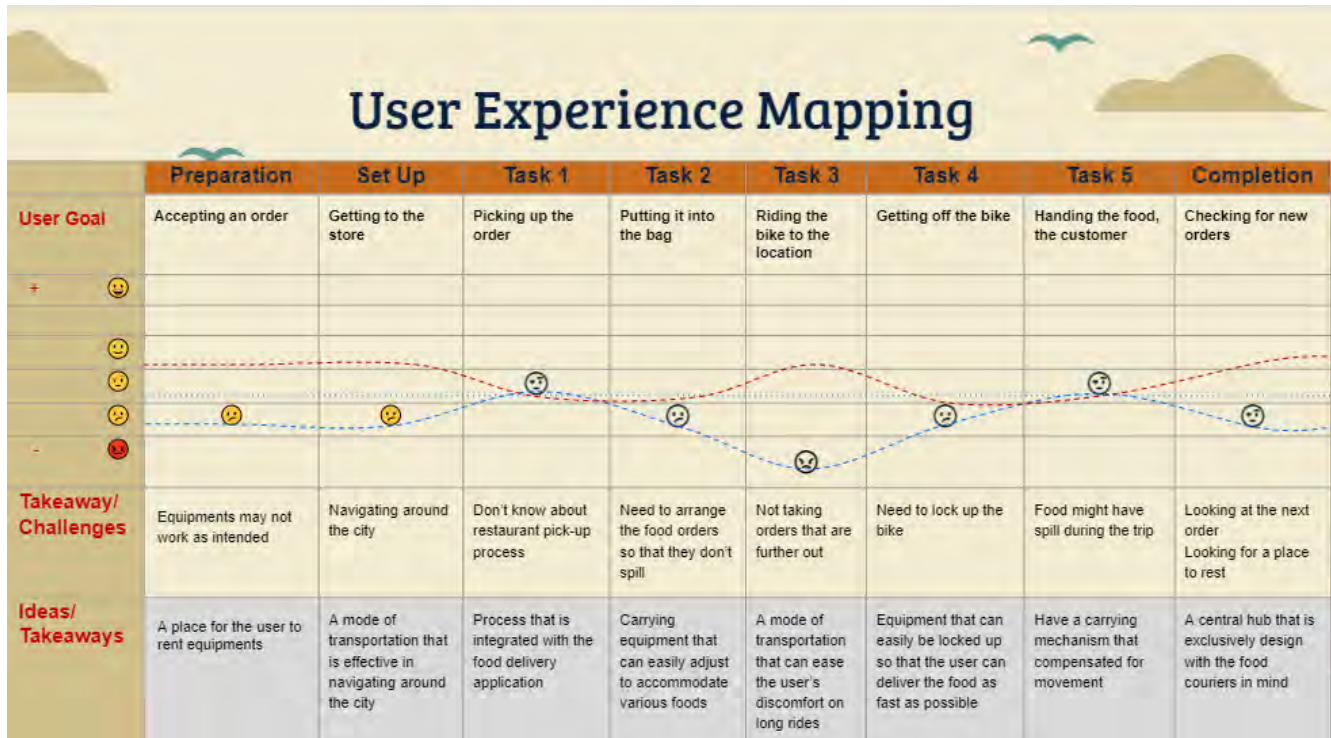 User Experience Mapping
Preparation
Set Up
Task 1
Task 2
Task 3
Task 4
Task 5
Completion
User Goal
Accepting an order
Getting to the
store
Picking up the
order
Putting it into
the bag
Riding the
bike to the
location
Getting off the bike
Handing the food,
the customer
Checking for new
orders
+
-
Takeaway/
Challenges
Equipments may not
work as intended
Navigating around
the city
Don't know about
restaurant pick-up
process
Need to arrange
the food orders
so that they don't
spill
Not taking
orders that are
further out
Need to lock up the
bike
Food might have
spill during the trip
Looking at the next
order
Looking for a place
to rest
Ideas/
Takeaways
A place for the user to
rent equipments
A mode of
transportation that
is effective in
navigating around
the city
Process that is
integrated with the
food delivery
application
Carrying
equipment that
can easily adjust
to accommodate
various foods
A mode of
transportation
that can ease
the user's
discomfort on
long rides
Equipment that can
easily be locked up
so that the user can
deliver the food as
fast as possible
Have a carrying
mechanism that
compensated for
movement
A central hub that is
exclusively design
with the food
couriers in mind